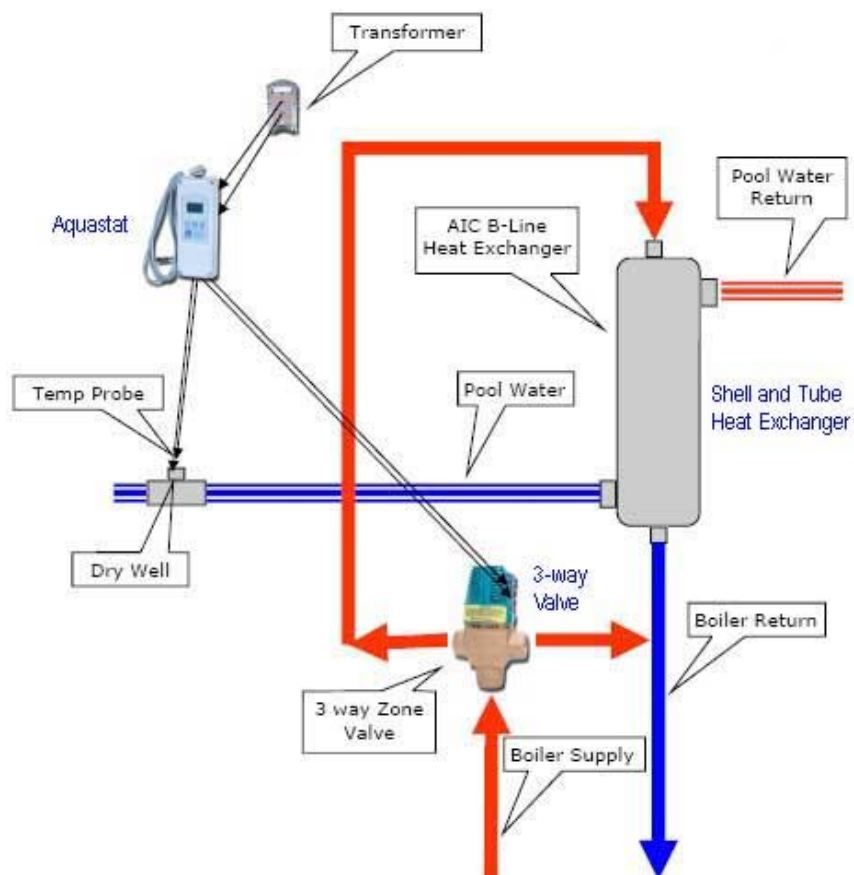 Transformer
Pool Water
Return
AIC B-Line
Heat Exchanger
Aquastat
Temp Probe
Pool Water
Shell and Tube
Heat Exchanger
Dry Well
3-way
Valve
Boiler Return
3 way Zone
Valve
Boiler Supply